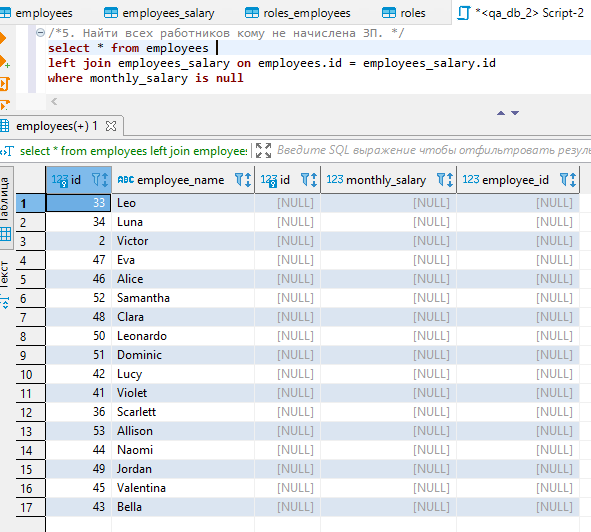 employees employees_salary roles_employees roles *<qa_db_2> Script-2
/*5. Найти всех работников кому не начислена ЗП. */
select * from employees
left join employees_salary on employees.id = employees_salary.id
where monthly_salary is null
employees(+) 1
select * from employees left join employee Введите SQL выражение чтобы отфильтровать резул
Таблица
Текст
123 id ABC employee_name 123 id 123 monthly_salary 123 employee_id
1 33 Leo [NULL] [NULL] [NULL]
2 34 Luna [NULL] [NULL] [NULL]
3 2 Victor [NULL] [NULL] [NULL]
4 47 Eva [NULL] [NULL] [NULL]
5 46 Alice [NULL] [NULL] [NULL]
6 52 Samantha [NULL] [NULL] [NULL]
7 48 Clara [NULL] [NULL] [NULL]
8 50 Leonardo [NULL] [NULL] [NULL]
9 51 Dominic [NULL] [NULL] [NULL]
10 42 Lucy [NULL] [NULL] [NULL]
11 41 Violet [NULL] [NULL] [NULL]
12 36 Scarlett [NULL] [NULL] [NULL]
13 53 Allison [NULL] [NULL] [NULL]
14 44 Naomi [NULL] [NULL] [NULL]
15 49 Jordan [NULL] [NULL] [NULL]
16 45 Valentina [NULL] [NULL] [NULL]
17 43 Bella [NULL] [NULL] [NULL]